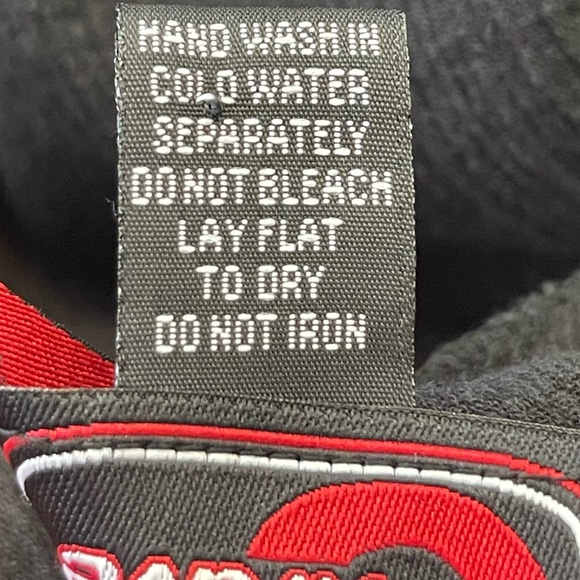 HAND WASH IN
COLD WATER
SEPARATELY
DO NOT BLEACH
LAY FLAT
TO DRY
DO NOT IRON